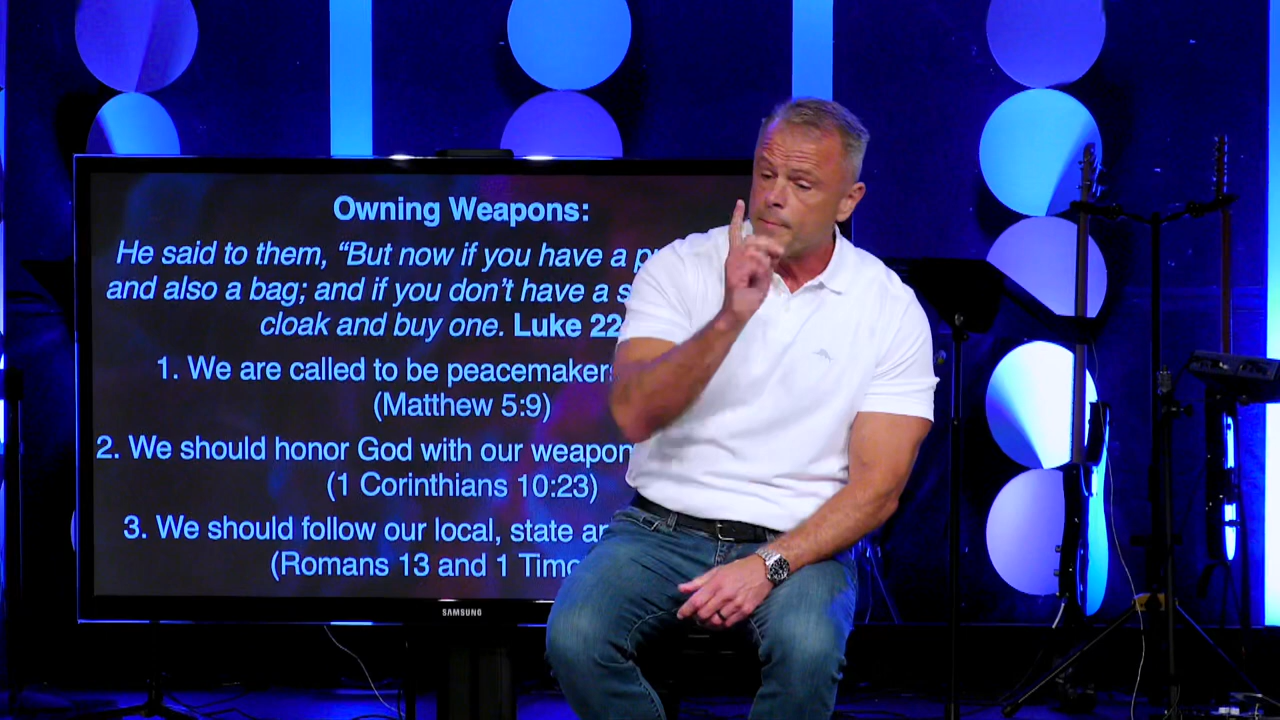 Owning Weapons:
He said to them, “But now if you have a
and also a bag; and if you don’t have a
cloak and buy one. Luke 22
1. We are called to be peacemakers
(Matthew 5:9)
2. We should honor God with our weapon
(1 Corinthians 10:23)
3. We should follow our local, state
(Romans 13 and 1
SAMSUNG